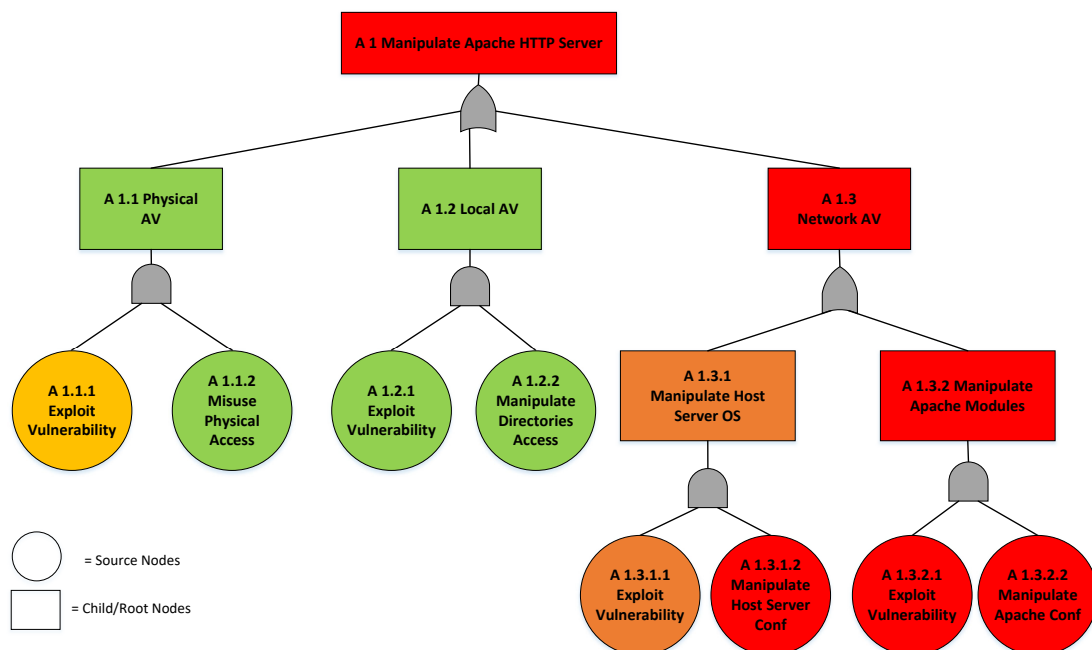 A 1 Manipulate Apache HTTP Server
A 1.1 Physical
AV
A 1.2 Local AV
A 1.3
Network AV
A 1.1.1
Exploit
Vulnerability
A 1.1.2
Misuse
Physical
Access
A 1.2.1
Exploit
Vulnerability
A 1.2.2
Manipulate
Directories
Access
A 1.3.1
Manipulate Host
Server OS
A 1.3.2 Manipulate
Apache Modules
A 1.3.1.1
Exploit
Vulnerability
A 1.3.1.2
Manipulate
Host Server
Conf
A 1.3.2.1
Exploit
Vulnerability
A 1.3.2.2
Manipulate
Apache Conf
= Source Nodes
= Child/Root Nodes